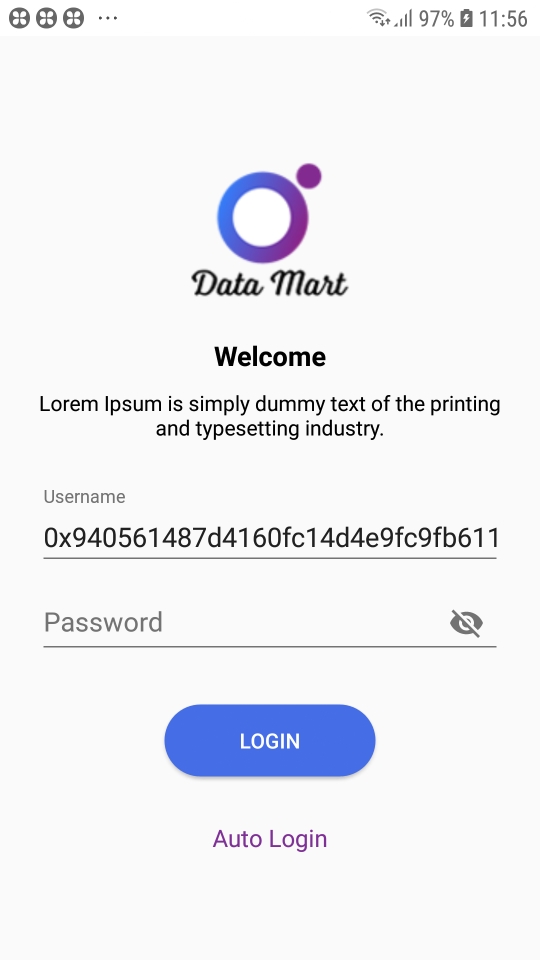 97% 11:56
Data Mart
Welcome
Lorem Ipsum is simply dummy text of the printing
and typesetting industry.
Username
0x940561487d4160fc14d4e9fc9fb611
Password
LOGIN
Auto Login